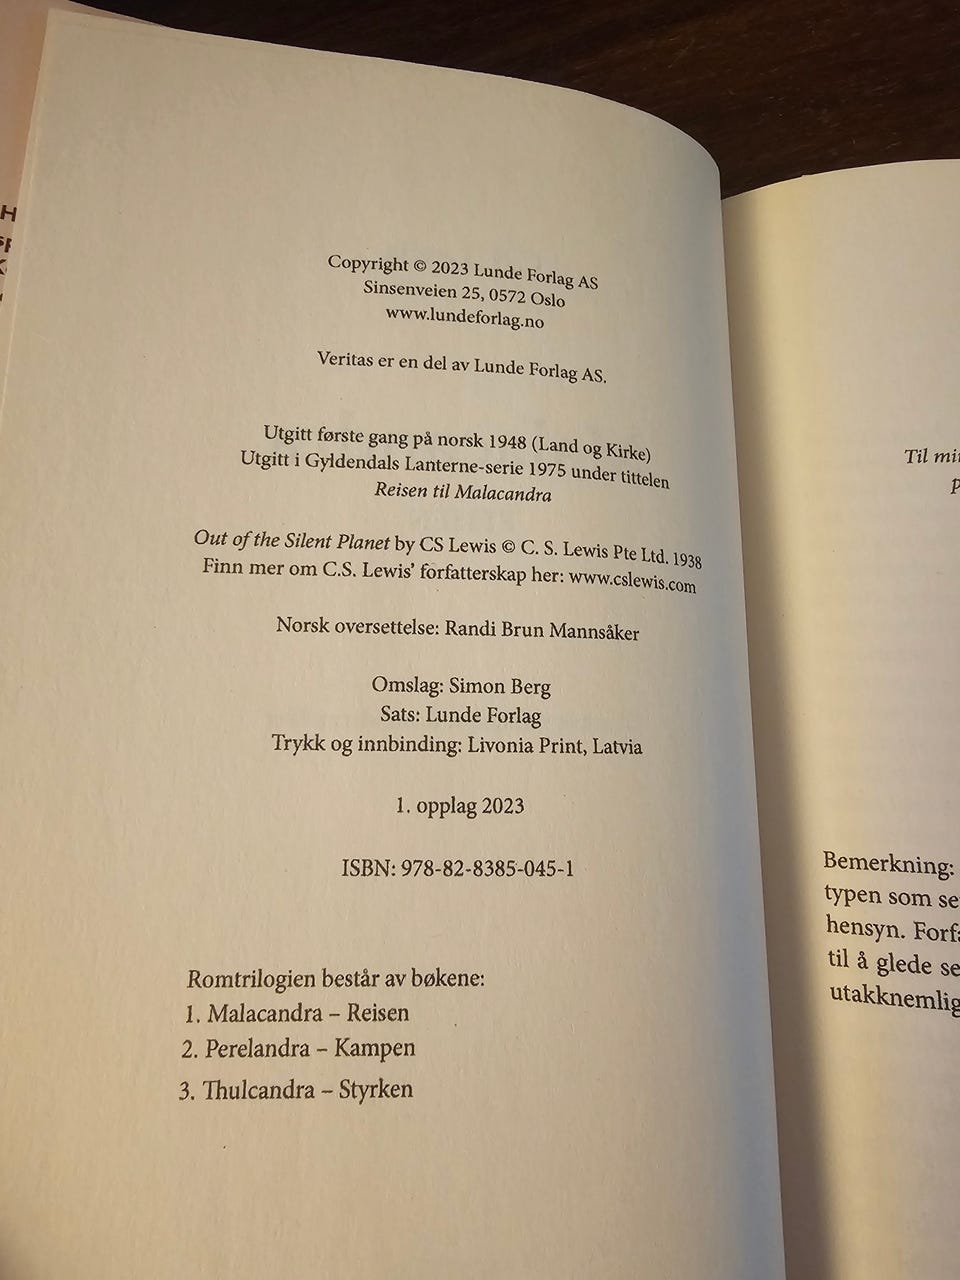 Copyright © 2023 Lunde Forlag AS
Sinsenveien 25, 0572 Oslo
www.lundeforlag.no
Veritas er en del av Lunde Forlag AS.
Utgitt første gang på norsk 1948 (Land og Kirke)
Utgitt i Gyldendals Lanterne-serie 1975 under tittelen
Reisen til Malacandra
Out of the Silent Planet by CS Lewis © C. S. Lewis Pte Ltd. 1938
Finn mer om C.S. Lewis’ forfatterskap her: www.cslewis.com
Norsk oversettelse: Randi Brun Mannsåker
Omslag: Simon Berg
Sats: Lunde Forlag
Trykk og innbinding: Livonia Print, Latvia
1. opplag 2023
ISBN: 978-82-8385-045-1
Romtrilogien består av bøkene:
1. Malacandra – Reisen
2. Perelandra – Kampen
3. Thulcandra – Styrken
Til
Bemerkning:
typen som
hensyn.
til å glede